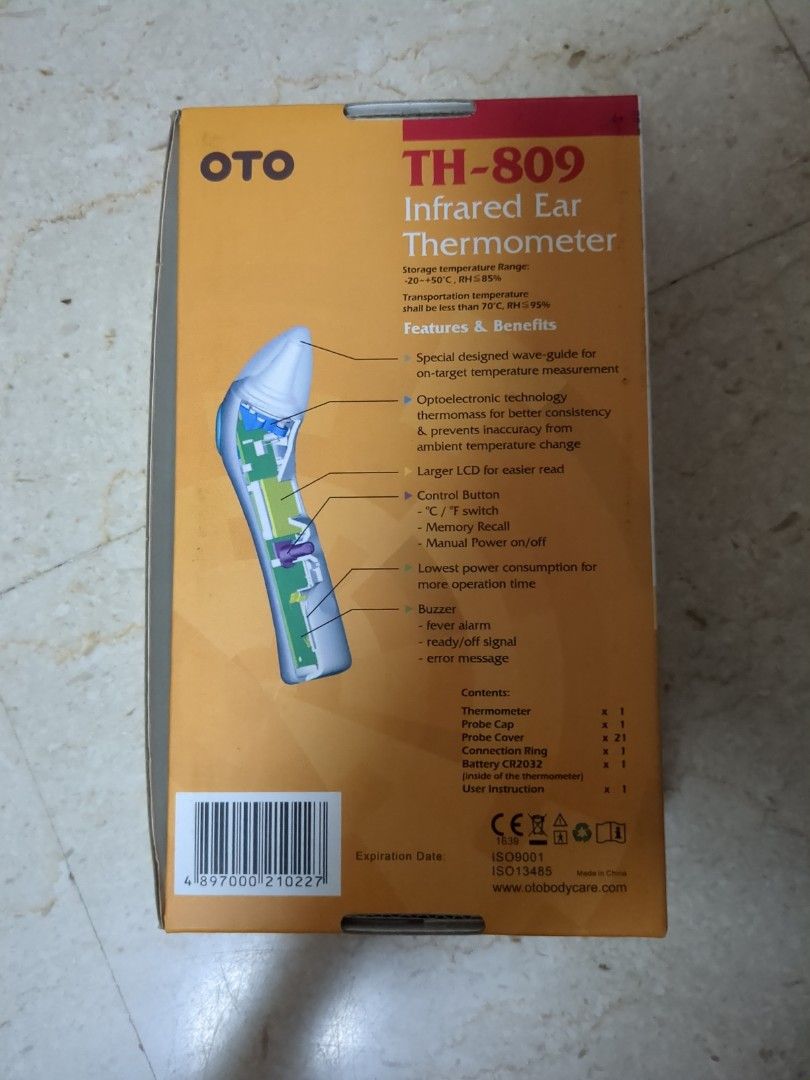 OTO
TH-809
Infrared Ear
Thermometer
Storage temperature Range:
-20~+50°C , RH≦85%
Transportation temperature
shall be less than 70°C, RH≦95%
Features & Benefits
Special designed wave-guide for
on-target temperature measurement
Optoelectronic technology
thermomass for better consistency
& prevents inaccuracy from
ambient temperature change
Larger LCD for easier read
Control Button
- °C / °F switch
- Memory Recall
- Manual Power on/off
Lowest power consumption for
more operation time
Buzzer
- fever alarm
- ready/off signal
- error message
Contents:
Thermometer x 1
Probe Cap x 1
Probe Cover x 21
Connection Ring x 1
Battery CR2032 x 1
(inside of the thermometer)
User Instruction x 1
CE
1639
Expiration Date: ISO9001
ISO13485 Made in China
www.otobodycare.com
4 897000 210227